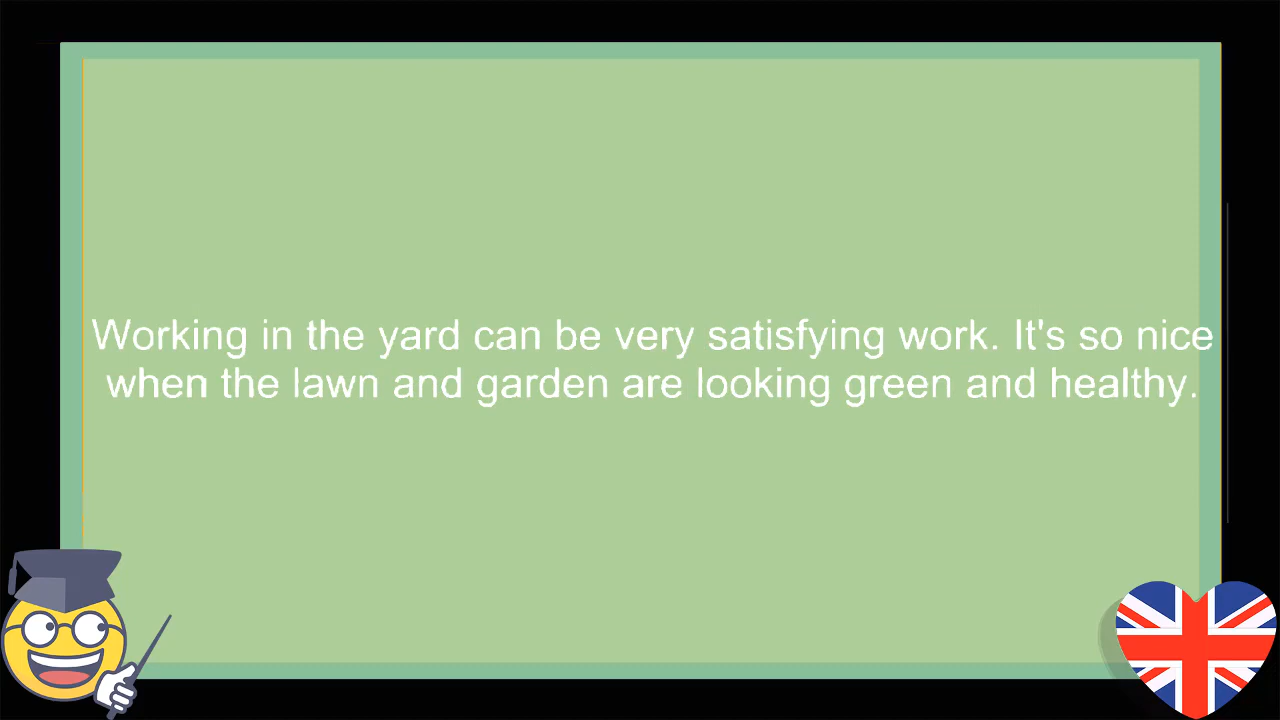 Working in the yard can be very satisfying work. It's so nice
when the lawn and garden are looking green and healthy.